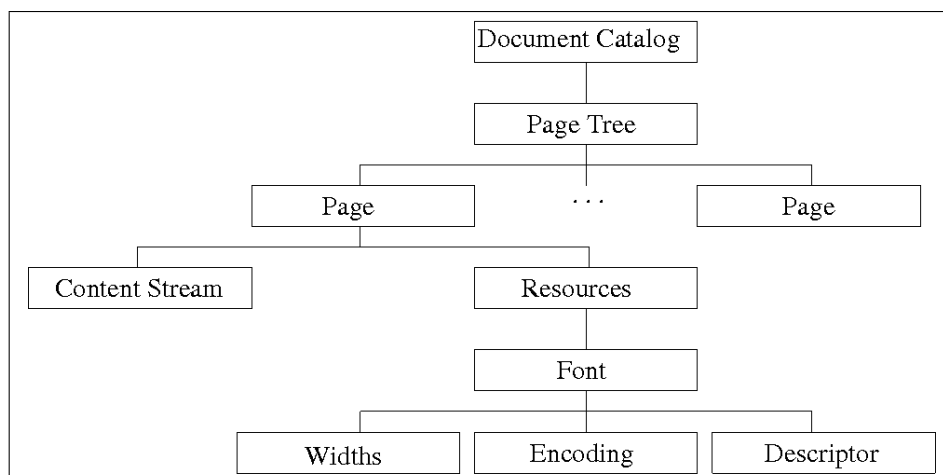 Document Catalog
Page Tree
Page
. . .
Page
Content Stream
Resources
Font
Widths
Encoding
Descriptor